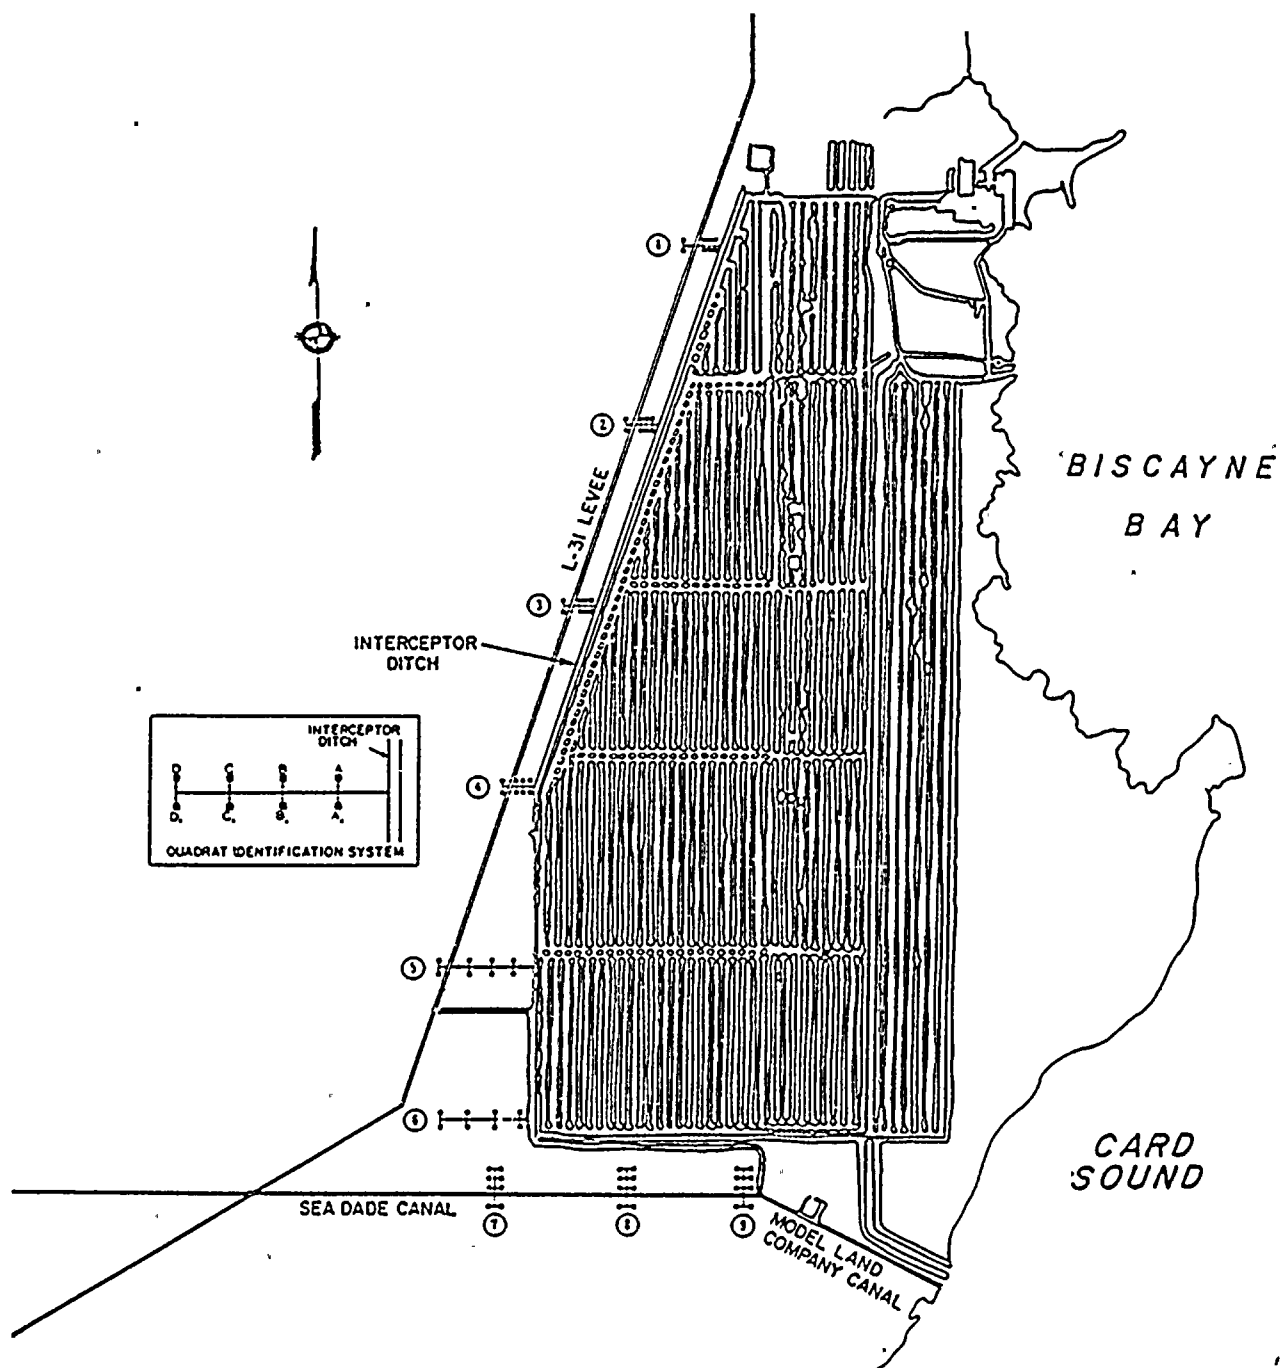 1
2
BISCAYNE
BAY
L-31 LEVEE
3
INTERCEPTOR
DITCH
INTERCEPTOR
DITCH
D C B A
4
D. C. B. A.
QUADRAT IDENTIFICATION SYSTEM
5
6
CARD
SOUND
SEA DADE CANAL
7
8
9
MODEL LAND
COMPANY CANAL